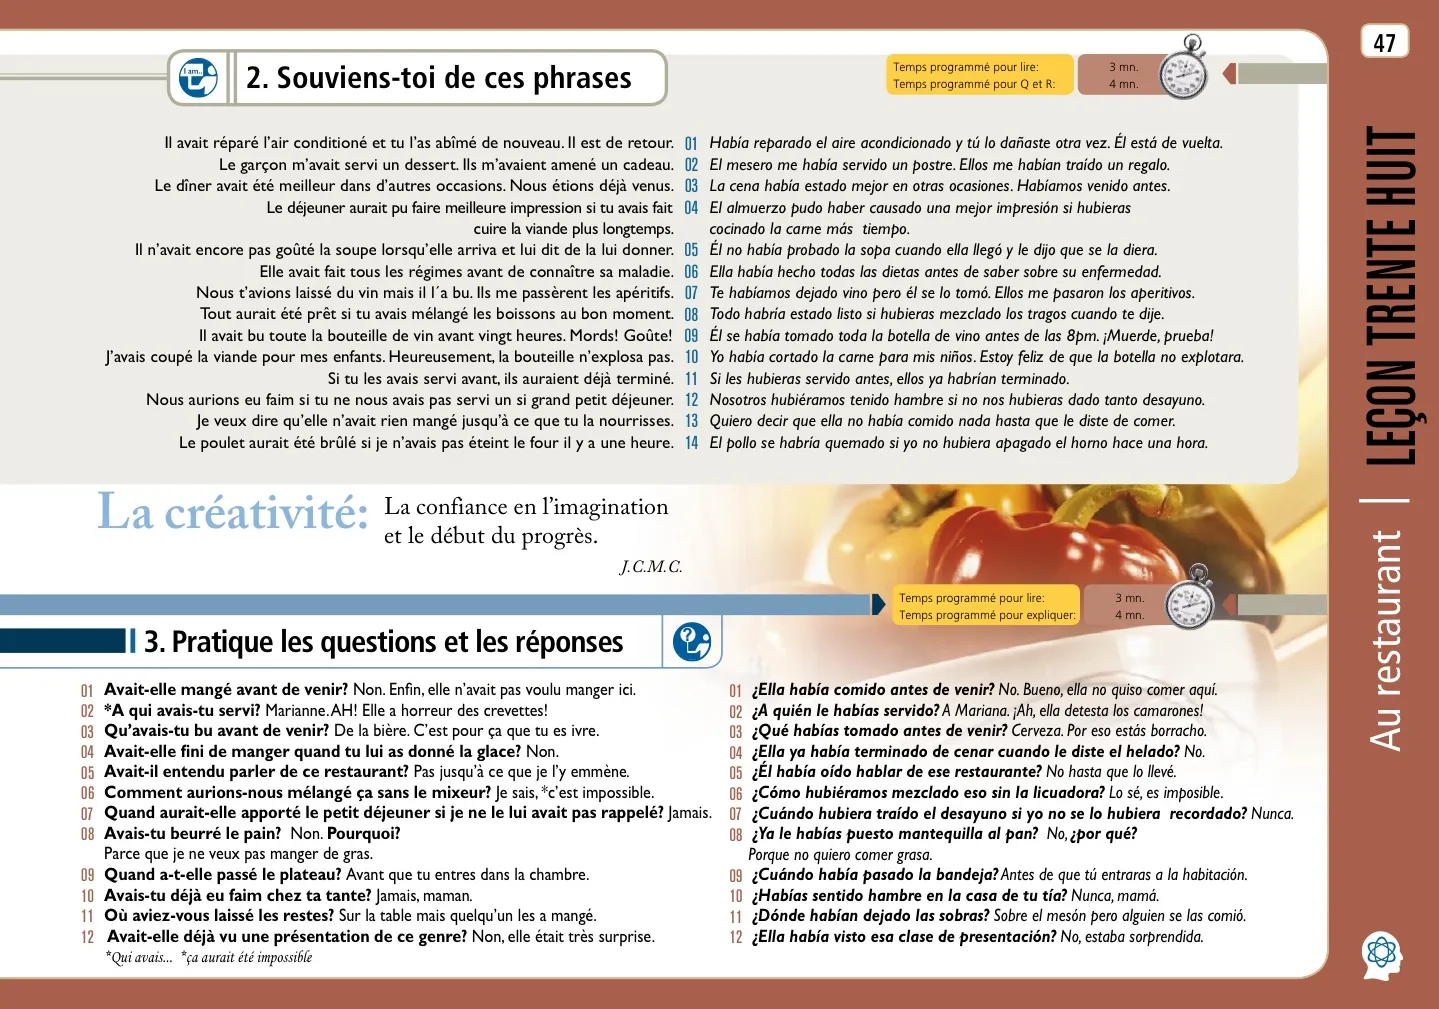 47
I am...
2. Souviens-toi de ces phrases
Temps programmé pour lire: 3 mn.
Temps programmé pour Q et R: 4 mn.
Il avait réparé l'air conditioné et tu l'as abîmé de nouveau. Il est de retour. 01 Había reparado el aire acondicionado y tú lo dañaste otra vez. Él está de vuelta.
Le garçon m'avait servi un dessert. Ils m'avaient amené un cadeau. 02 El mesero me había servido un postre. Ellos me habían traído un regalo.
Le dîner avait été meilleur dans d'autres occasions. Nous étions déjà venus. 03 La cena había estado mejor en otras ocasiones. Habíamos venido antes.
Le déjeuner aurait pu faire meilleure impression si tu avais fait 04 El almuerzo pudo haber causado una mejor impresión si hubieras
cuire la viande plus longtemps. cocinado la carne más tiempo.
Il n'avait encore pas goûté la soupe lorsqu'elle arriva et lui dit de la lui donner. 05 Él no había probado la sopa cuando ella llegó y le dijo que se la diera.
Elle avait fait tous les régimes avant de connaître sa maladie. 06 Ella había hecho todas las dietas antes de saber sobre su enfermedad.
Nous t'avions laissé du vin mais il l´a bu. Ils me passèrent les apéritifs. 07 Te habíamos dejado vino pero él se lo tomó. Ellos me pasaron los aperitivos.
Tout aurait été prêt si tu avais mélangé les boissons au bon moment. 08 Todo habría estado listo si hubieras mezclado los tragos cuando te dije.
Il avait bu toute la bouteille de vin avant vingt heures. Mords! Goûte! 09 Él se había tomado toda la botella de vino antes de las 8pm. ¡Muerde, prueba!
J'avais coupé la viande pour mes enfants. Heureusement, la bouteille n'explosa pas. 10 Yo había cortado la carne para mis niños. Estoy feliz de que la botella no explotara.
Si tu les avais servi avant, ils auraient déjà terminé. 11 Si les hubieras servido antes, ellos ya habrían terminado.
Nous aurions eu faim si tu ne nous avais pas servi un si grand petit déjeuner. 12 Nosotros hubiéramos tenido hambre si no nos hubieras dado tanto desayuno.
Je veux dire qu'elle n'avait rien mangé jusqu'à ce que tu la nourrisses. 13 Quiero decir que ella no había comido nada hasta que le diste de comer.
Le poulet aurait été brûlé si je n'avais pas éteint le four il y a une heure. 14 El pollo se habría quemado si yo no hubiera apagado el horno hace una hora.
La créativité: La confiance en l'imagination
et le début du progrès.
J.C.M.C.
Temps programmé pour lire: 3 mn.
Temps programmé pour expliquer: 4 mn.
3. Pratique les questions et les réponses
01 Avait-elle mangé avant de venir? Non. Enfin, elle n'avait pas voulu manger ici.
02 *A qui avais-tu servi? Marianne. AH! Elle a horreur des crevettes!
03 Qu'avais-tu bu avant de venir? De la bière. C'est pour ça que tu es ivre.
04 Avait-elle fini de manger quand tu lui as donné la glace? Non.
05 Avait-il entendu parler de ce restaurant? Pas jusqu'à ce que je l'y emmène.
06 Comment aurions-nous mélangé ça sans le mixeur? Je sais, *c'est impossible.
07 Quand aurait-elle apporté le petit déjeuner si je ne le lui avait pas rappelé? Jamais.
08 Avais-tu beurré le pain? Non. Pourquoi?
Parce que je ne veux pas manger de gras.
09 Quand a-t-elle passé le plateau? Avant que tu entres dans la chambre.
10 Avais-tu déjà eu faim chez ta tante? Jamais, maman.
11 Où aviez-vous laissé les restes? Sur la table mais quelqu'un les a mangé.
12 Avait-elle déjà vu une présentation de ce genre? Non, elle était très surprise.
*Qui avais... *ça aurait été impossible
01 ¿Ella había comido antes de venir? No. Bueno, ella no quiso comer aquí.
02 ¿A quién le habías servido? A Mariana. ¡Ah, ella detesta los camarones!
03 ¿Qué habías tomado antes de venir? Cerveza. Por eso estás borracho.
04 ¿Ella ya había terminado de cenar cuando le diste el helado? No.
05 ¿Él había oído hablar de ese restaurante? No hasta que lo llevé.
06 ¿Cómo hubiéramos mezclado eso sin la licuadora? Lo sé, es imposible.
07 ¿Cuándo hubiera traído el desayuno si yo no se lo hubiera recordado? Nunca.
08 ¿Ya le habías puesto mantequilla al pan? No, ¿por qué?
Porque no quiero comer grasa.
09 ¿Cuándo había pasado la bandeja? Antes de que tú entraras a la habitación.
10 ¿Habías sentido hambre en la casa de tu tía? Nunca, mamá.
11 ¿Dónde habían dejado las sobras? Sobre el mesón pero alguien se las comió.
12 ¿Ella había visto esa clase de presentación? No, estaba sorprendida.
Au restaurant | LEÇON TRENTE HUIT